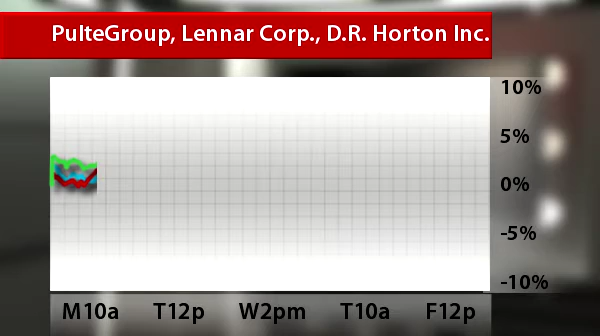 PulteGroup, Lennar Corp., D.R. Horton Inc.
10%
5%
0%
-5%
-10%
M10a T12p W2pm T10a F12p